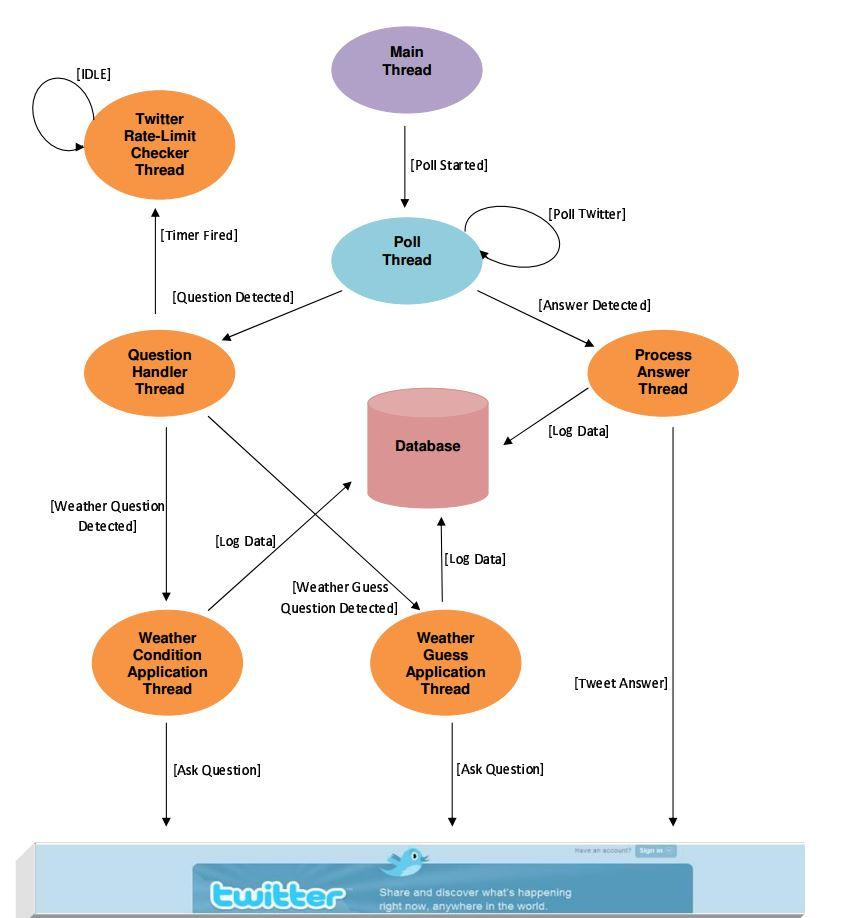 Main
Thread
[IDLE]
Twitter
Rate-Limit
Checker
Thread
[Poll Started]
[Poll Twitter]
[Timer Fired]
Poll
Thread
[Question Detected]
[Answer Detected]
Question
Handler
Thread
Process
Answer
Thread
Database
[Log Data]
[Weather Question
Detected]
[Log Data]
[Log Data]
[Weather Guess
Question Detected]
Weather
Condition
Application
Thread
Weather
Guess
Application
Thread
[Tweet Answer]
[Ask Question]
[Ask Question]
Have an account? Sign in
twitter
Share and discover what's happening
right now, anywhere in the world.